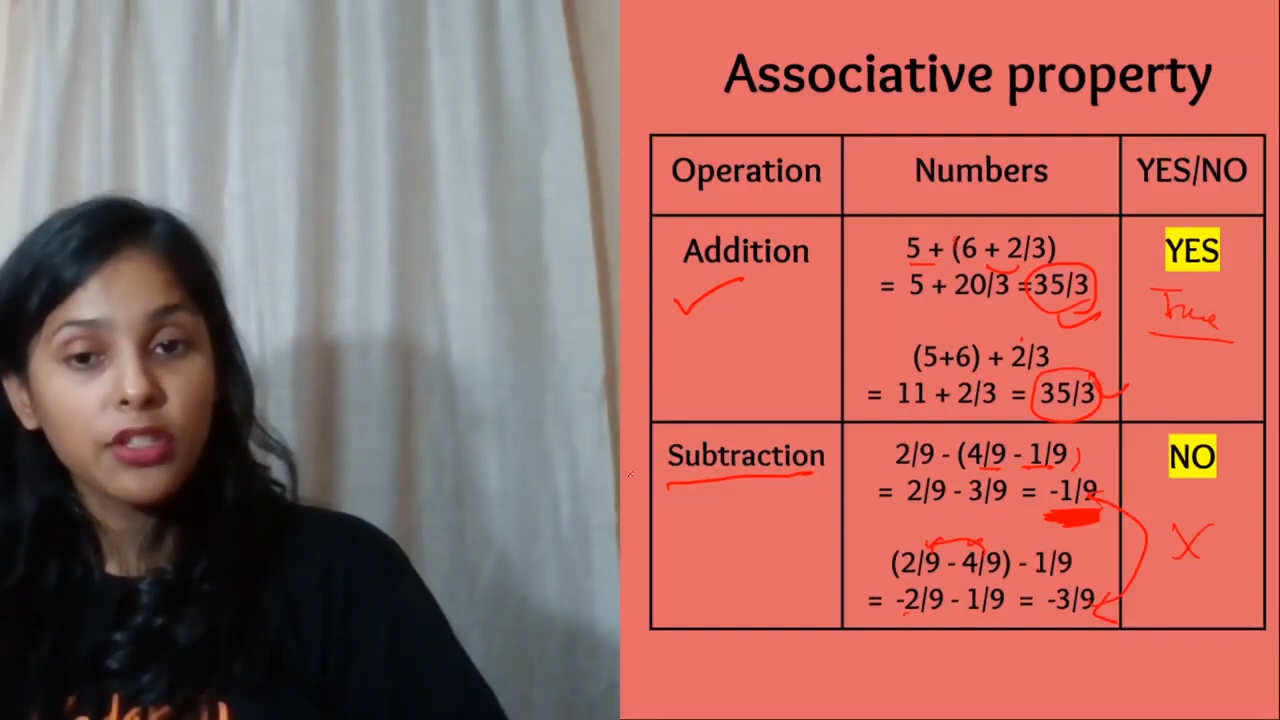 Associative property
Operation Numbers YES/NO
Addition 5 + (6 + 2/3) YES
= 5 + 20/3 =35/3
True
(5+6) + 2/3
= 11 + 2/3 = 35/3
Subtraction 2/9 - (4/9 - 1/9) NO
= 2/9 - 3/9 = -1/9
X
(2/9 - 4/9) - 1/9
= -2/9 - 1/9 = -3/9